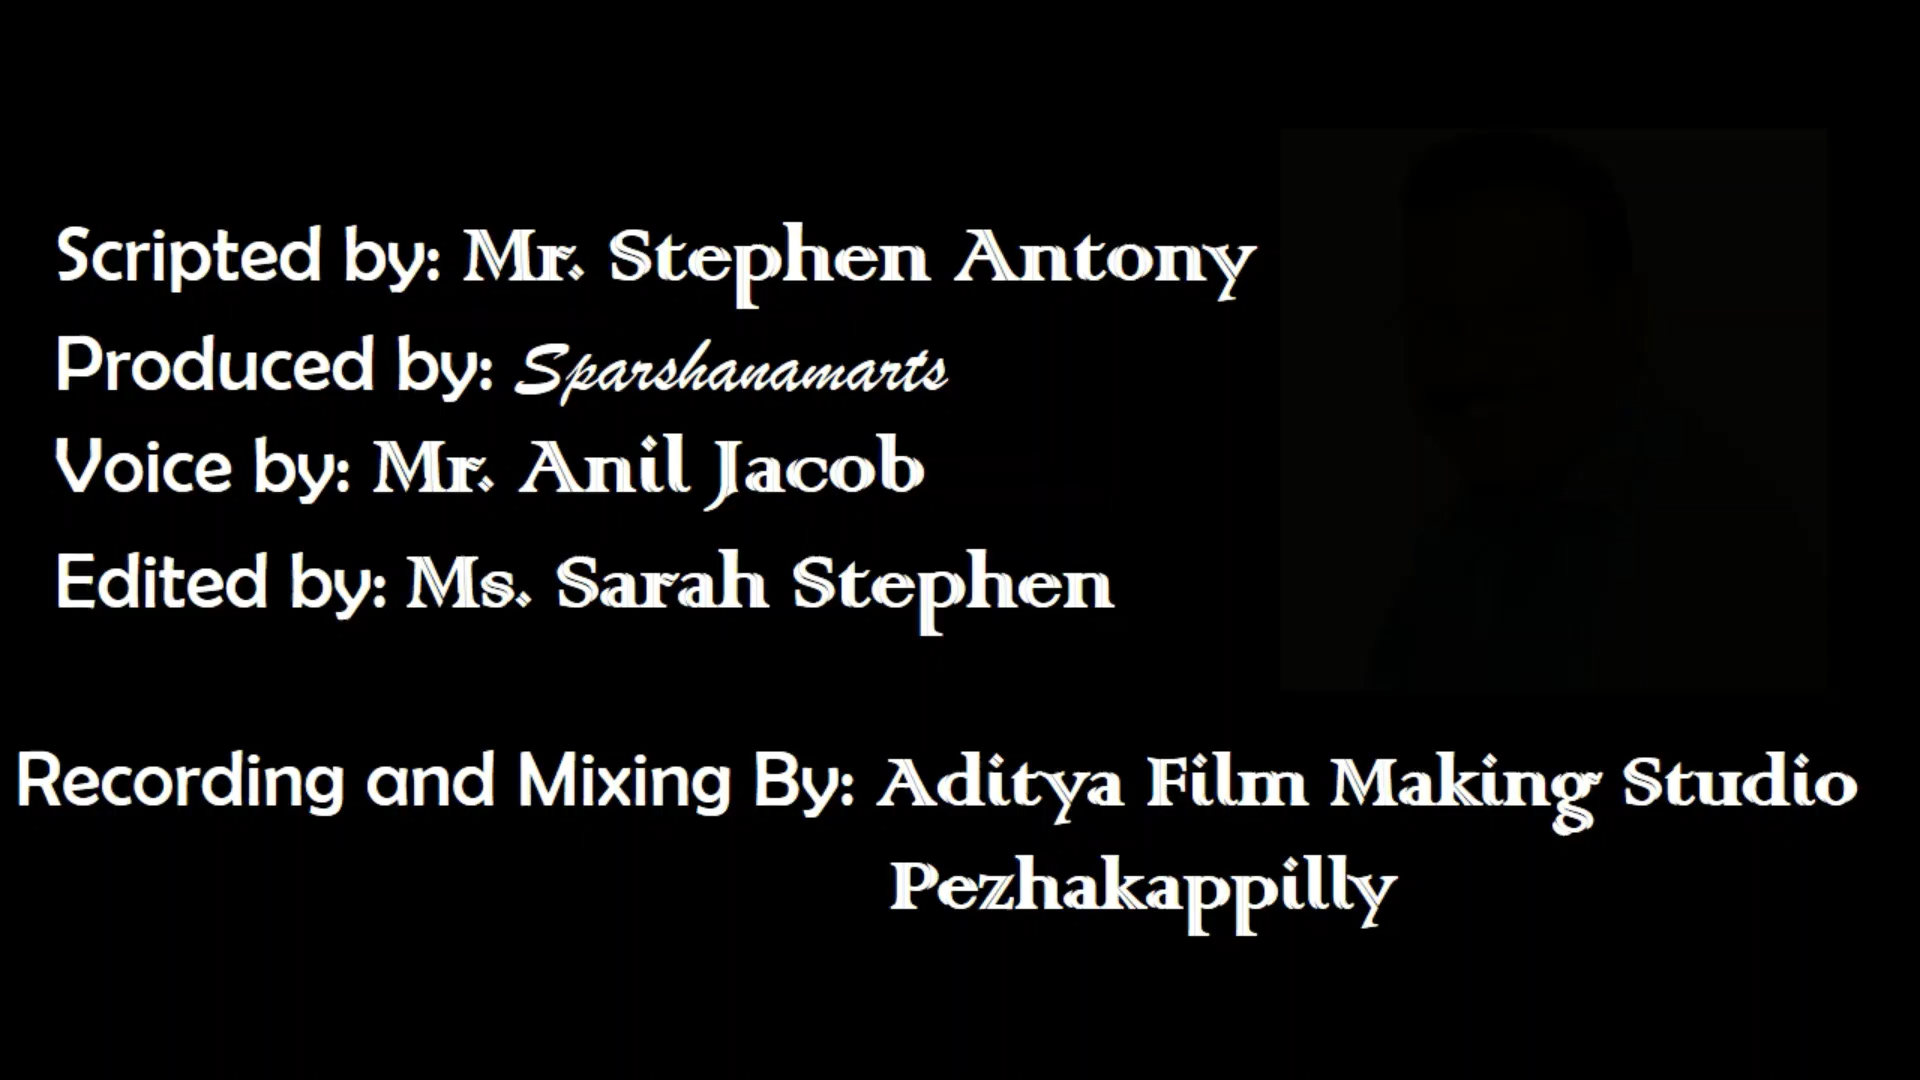 Scripted by: Mr. Stephen Antony
Produced by: Sparshanamarts
Voice by: Mr. Anil Jacob
Edited by: Ms. Sarah Stephen
Recording and Mixing By: Aditya Film Making Studio
Pezhakappilly